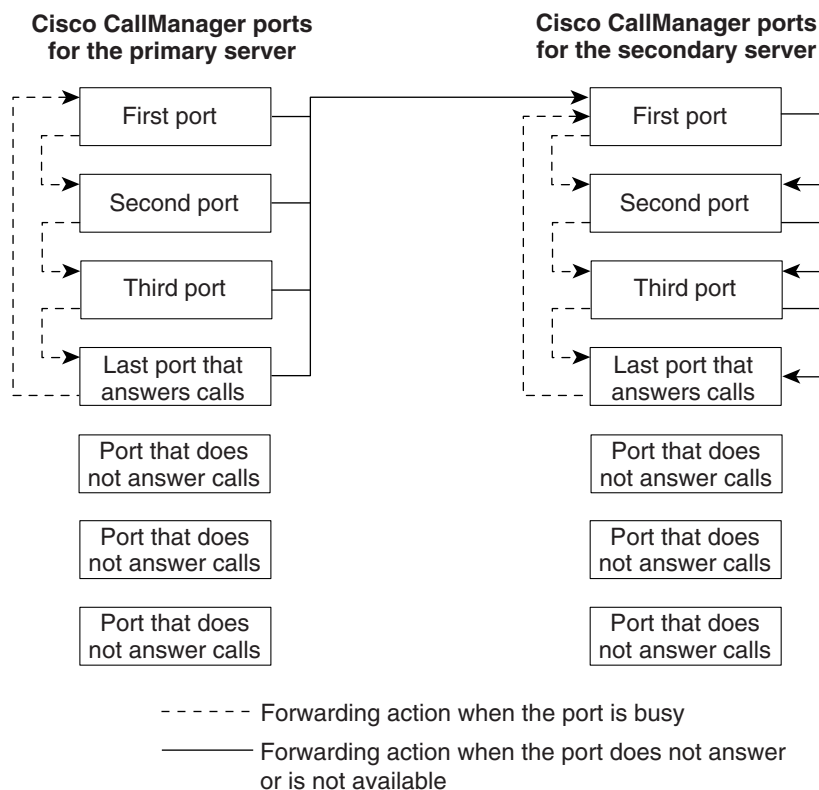 Cisco CallManager ports
for the primary server
First port
Second port
Third port
Last port that
answers calls
Port that does
not answer calls
Port that does
not answer calls
Port that does
not answer calls
Cisco CallManager ports
for the secondary server
First port
Second port
Third port
Last port that
answers calls
Port that does
not answer calls
Port that does
not answer calls
Port that does
not answer calls
Forwarding action when the port is busy
Forwarding action when the port does not answer
or is not available